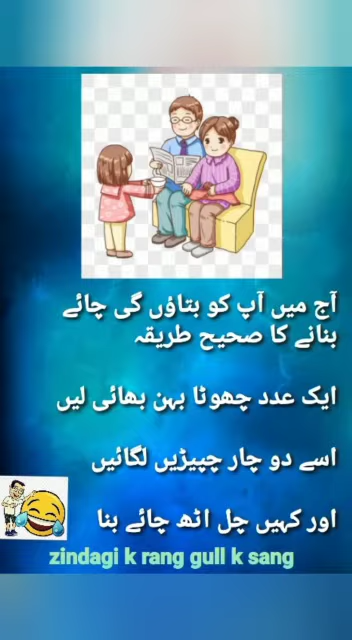 آج میں آپ کو بتاؤں گی چائے
بنانے کا صحیح طریقہ
ایک عدد چھوٹا بہن بھائی لیں
اسے دو چار چپیڑیں لگائیں
اور کہیں چل اٹھ چائے بنا
zindagi k rang gull k sang